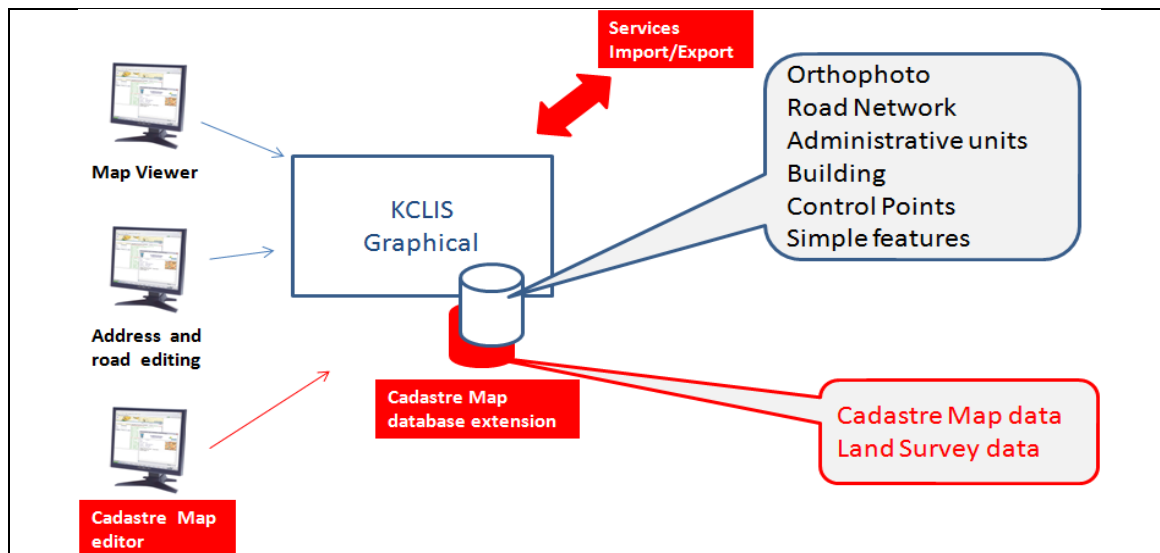 Services
Import/Export
Orthophoto
Road Network
Administrative units
Building
Control Points
Simple features
Map Viewer
KCLIS
Graphical
Address and
road editing
Cadastre Map
database extension
Cadastre Map data
Land Survey data
Cadastre Map
editor